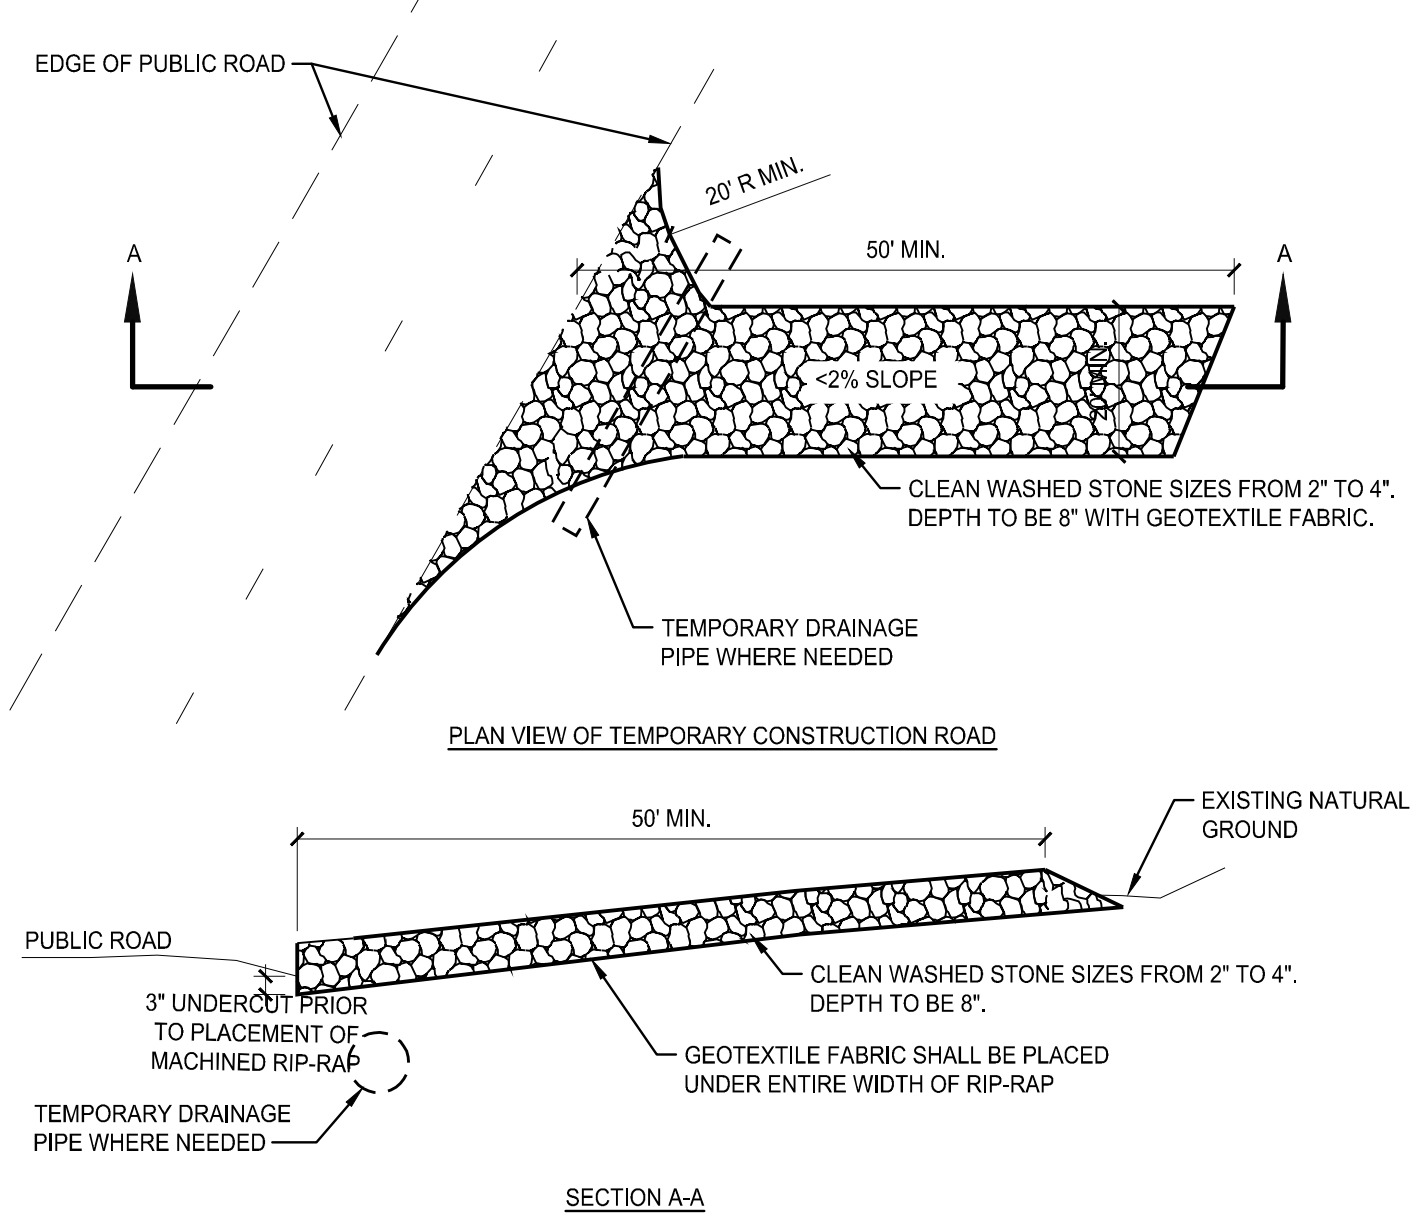 EDGE OF PUBLIC ROAD
20' R MIN.
A
50' MIN.
A
20' MIN.
<2% SLOPE
CLEAN WASHED STONE SIZES FROM 2" TO 4".
DEPTH TO BE 8" WITH GEOTEXTILE FABRIC.
TEMPORARY DRAINAGE
PIPE WHERE NEEDED
PLAN VIEW OF TEMPORARY CONSTRUCTION ROAD
50' MIN.
EXISTING NATURAL
GROUND
PUBLIC ROAD
CLEAN WASHED STONE SIZES FROM 2" TO 4".
DEPTH TO BE 8".
3" UNDERCUT PRIOR
TO PLACEMENT OF
MACHINED RIP-RAP
GEOTEXTILE FABRIC SHALL BE PLACED
UNDER ENTIRE WIDTH OF RIP-RAP
TEMPORARY DRAINAGE
PIPE WHERE NEEDED
SECTION A-A